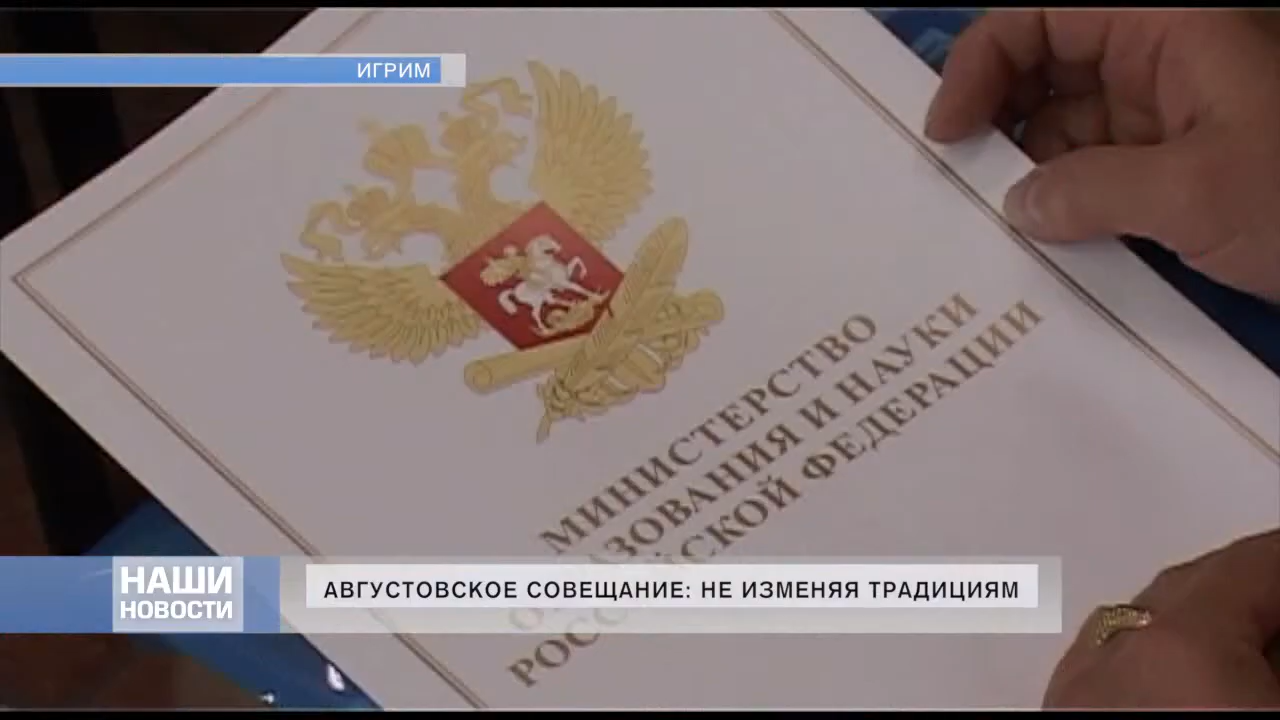 ИГРИМ
МИНИСТЕРСТВО
ОБРАЗОВАНИЯ И НАУКИ
РОССИЙСКОЙ ФЕДЕРАЦИИ
НАШИ
НОВОСТИ
АВГУСТОВСКОЕ СОВЕЩАНИЕ: НЕ ИЗМЕНЯЯ ТРАДИЦИЯМ